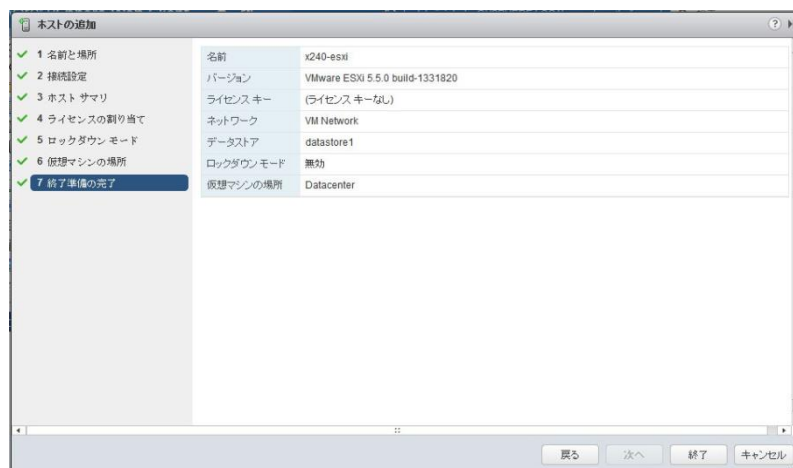 ホストの追加
✓ 1 名前と場所
✓ 2 接続設定
✓ 3 ホスト サマリ
✓ 4 ライセンスの割り当て
✓ 5 ロックダウン モード
✓ 6 仮想マシンの場所
✓ 7 終了準備の完了
名前 x240-esxi
バージョン VMware ESXi 5.5.0 build-1331820
ライセンス キー (ライセンス キーなし)
ネットワーク VM Network
データストア datastore1
ロックダウン モード 無効
仮想マシンの場所 Datacenter
戻る 次へ 終了 キャンセル